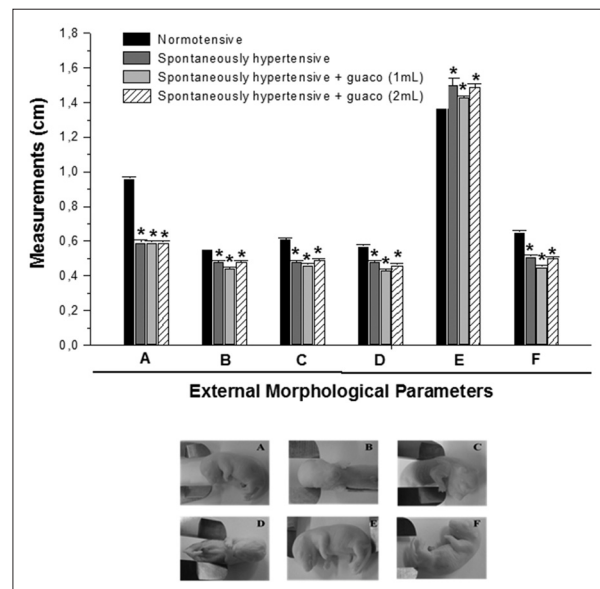 1,8
1,6
1,4
1,2
1,0
0,8
0,6
0,4
0,2
0,0
Measurements (cm)
Normotensive
Spontaneously hypertensive
Spontaneously hypertensive + guaco (1mL)
Spontaneously hypertensive + guaco (2mL)
* * *
* * *
* * *
* * *
* * *
* * *
A B C D E F
External Morphological Parameters
A B C
D E F